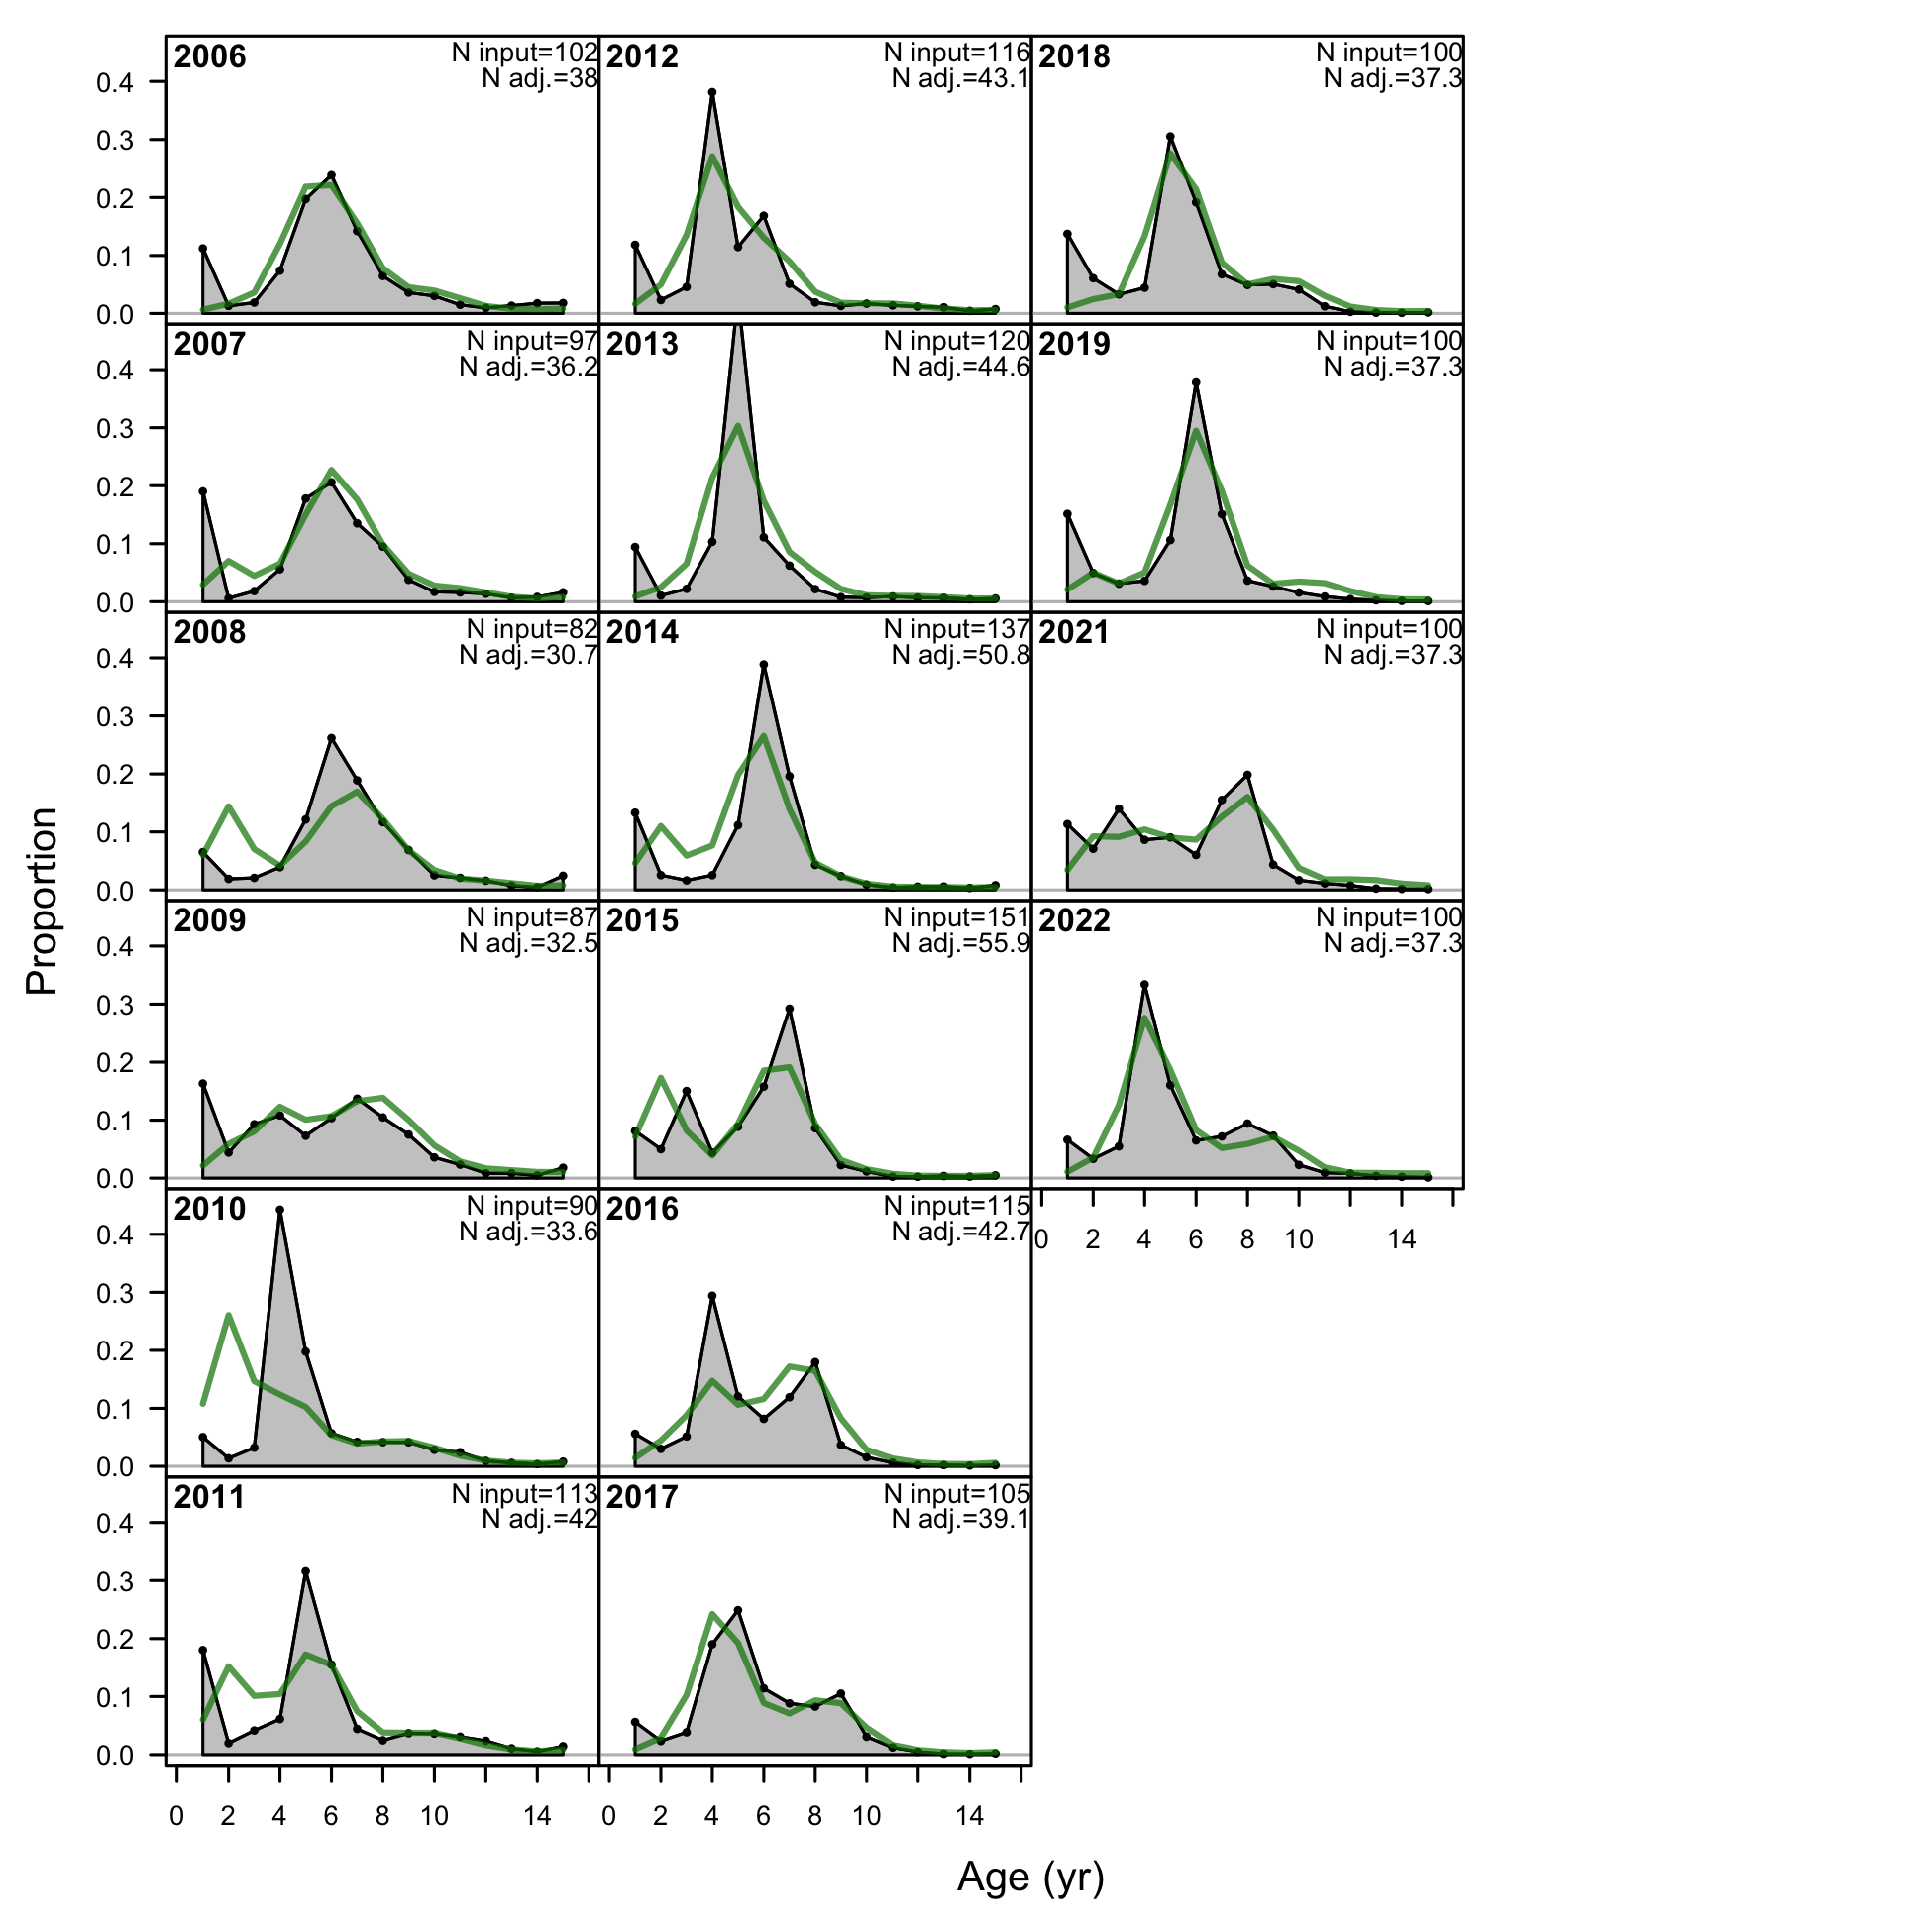 2006
N input=102
N adj.=38
0.4
0.3
0.2
0.1
0.0
2012
N input=116
N adj.=43.1
2018
N input=100
N adj.=37.3
2007
N input=97
N adj.=36.2
0.4
0.3
0.2
0.1
0.0
2013
N input=120
N adj.=44.6
2019
N input=100
N adj.=37.3
2008
N input=82
N adj.=30.7
0.4
0.3
0.2
0.1
0.0
2014
N input=137
N adj.=50.8
2021
N input=100
N adj.=37.3
Proportion
2009
N input=87
N adj.=32.5
0.4
0.3
0.2
0.1
0.0
2015
N input=151
N adj.=55.9
2022
N input=100
N adj.=37.3
0 2 4 6 8 10 14
2010
N input=90
N adj.=33.6
0.4
0.3
0.2
0.1
0.0
2016
N input=115
N adj.=42.7
2011
N input=113
N adj.=42
0.4
0.3
0.2
0.1
0.0
2017
N input=105
N adj.=39.1
0 2 4 6 8 10 14
0 2 4 6 8 10 14
Age (yr)